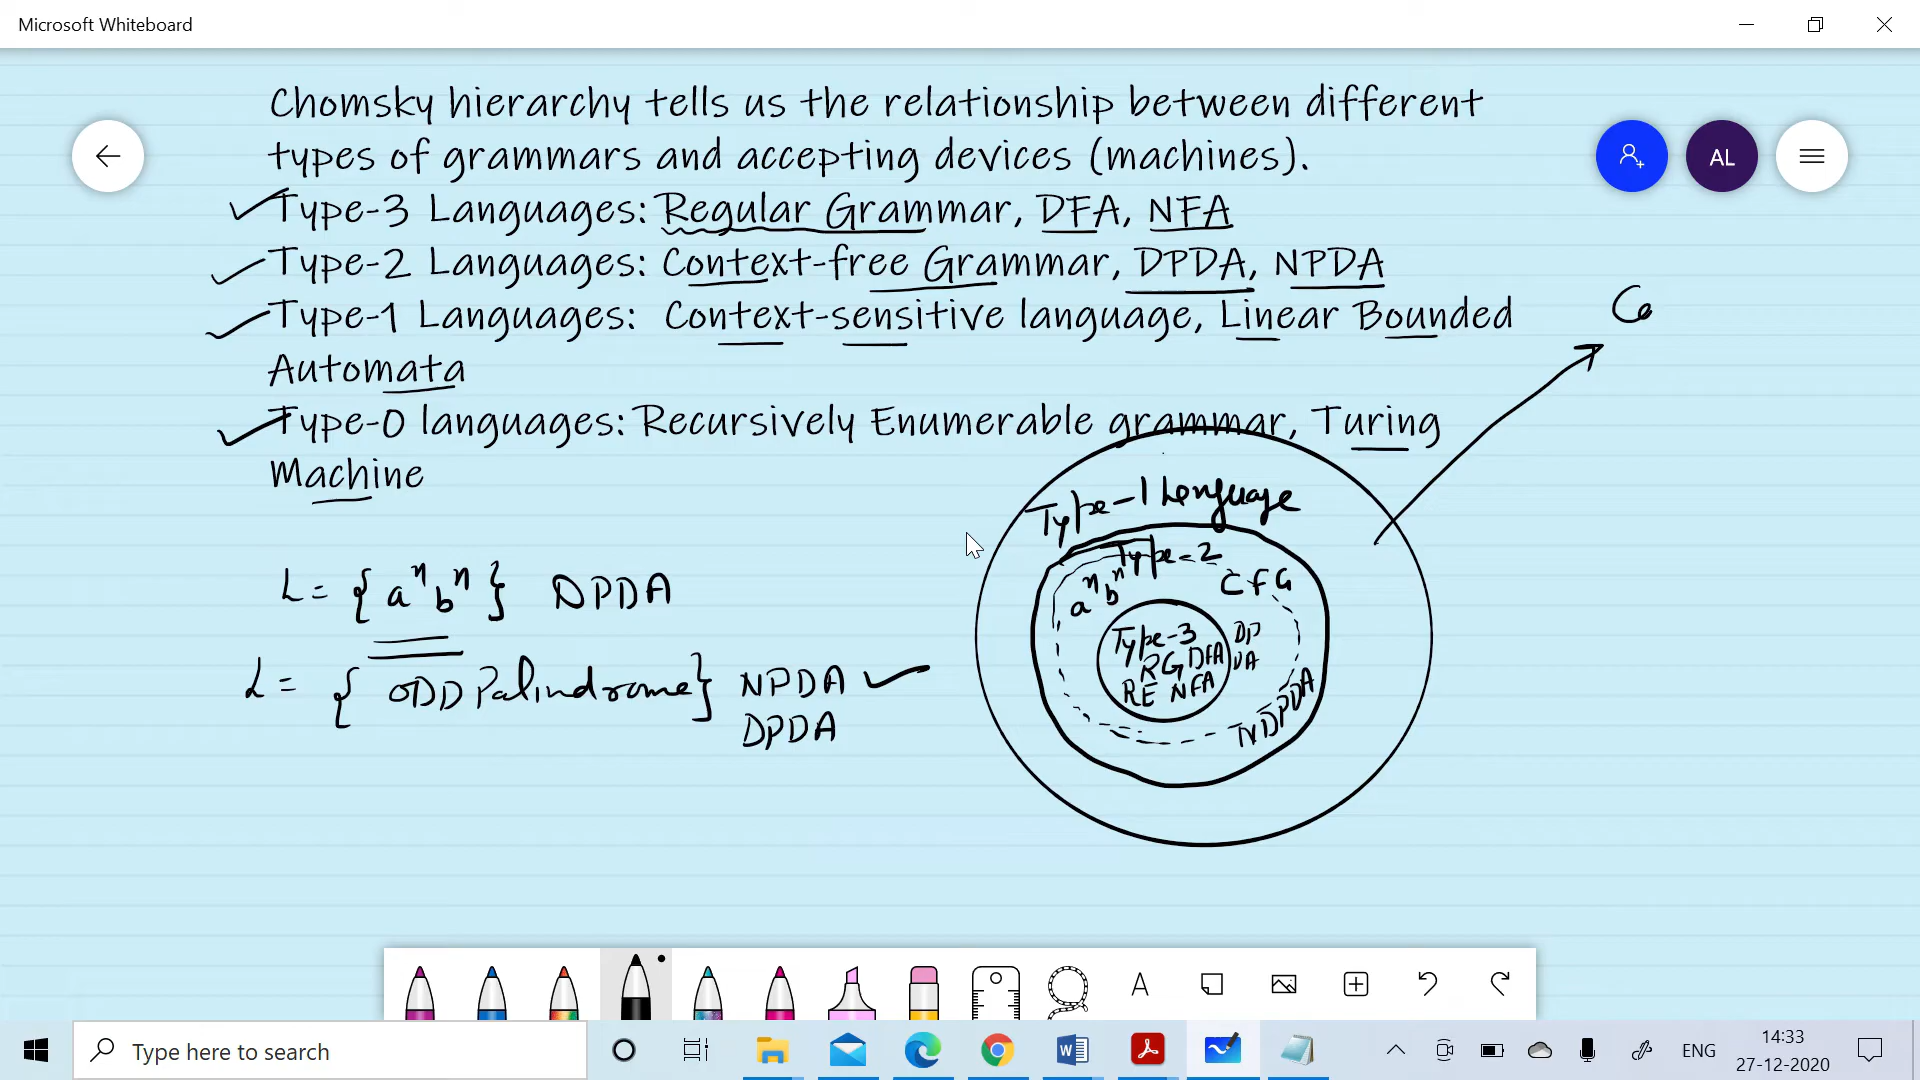 Microsoft Whiteboard
Chomsky hierarchy tells us the relationship between different
types of grammars and accepting devices (machines).
Type-3 Languages: Regular Grammar, DFA, NFA
Type-2 Languages: Context-free Grammar, DPDA, NPDA
Type-1 Languages: Context-sensitive language, Linear Bounded
Automata
Type-0 languages: Recursively Enumerable grammar, Turing
Machine
AL
Type-1 Language
Type-2
a^n b^n CFG
Type-3
RG DFA
RE NFA
DP
DA
DPDA
L = {a^n b^n} DPDA
L = {ODD Palindrome} NPDA
DPDA
Type here to search
ENG
14:33
27-12-2020